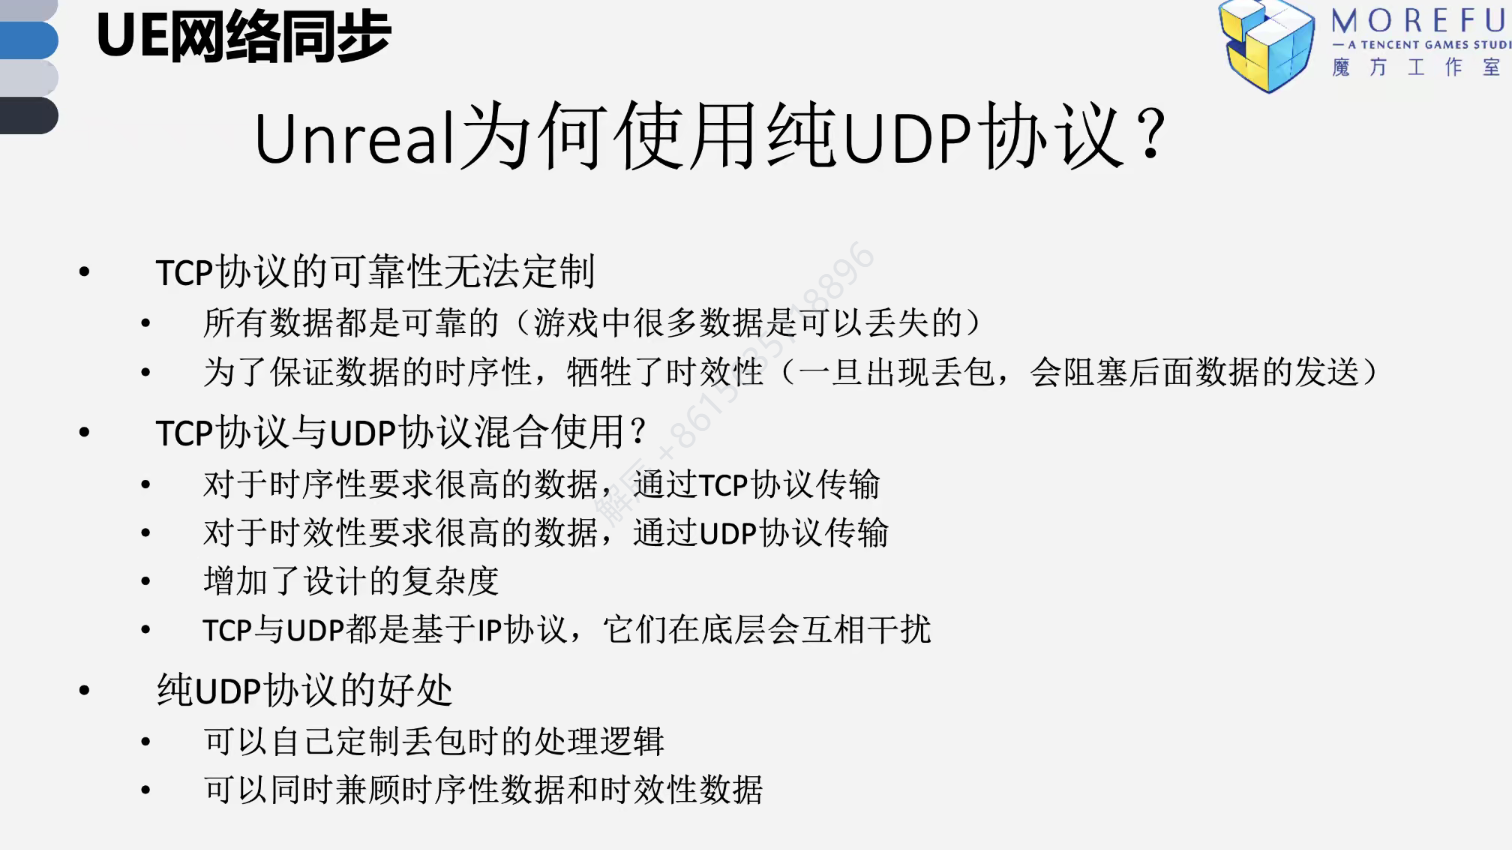 UE网络同步
MOREFU
—A TENCENT GAMES STUDI
魔方工作室
Unreal为何使用纯UDP协议？
• TCP协议的可靠性无法定制
• 所有数据都是可靠的（游戏中很多数据是可以丢失的）
• 为了保证数据的时序性，牺牲了时效性（一旦出现丢包，会阻塞后面数据的发送）
• TCP协议与UDP协议混合使用？
• 对于时序性要求很高的数据，通过TCP协议传输
• 对于时效性要求很高的数据，通过UDP协议传输
• 增加了设计的复杂度
• TCP与UDP都是基于IP协议，它们在底层会互相干扰
• 纯UDP协议的好处
• 可以自己定制丢包时的处理逻辑
• 可以同时兼顾时序性数据和时效性数据